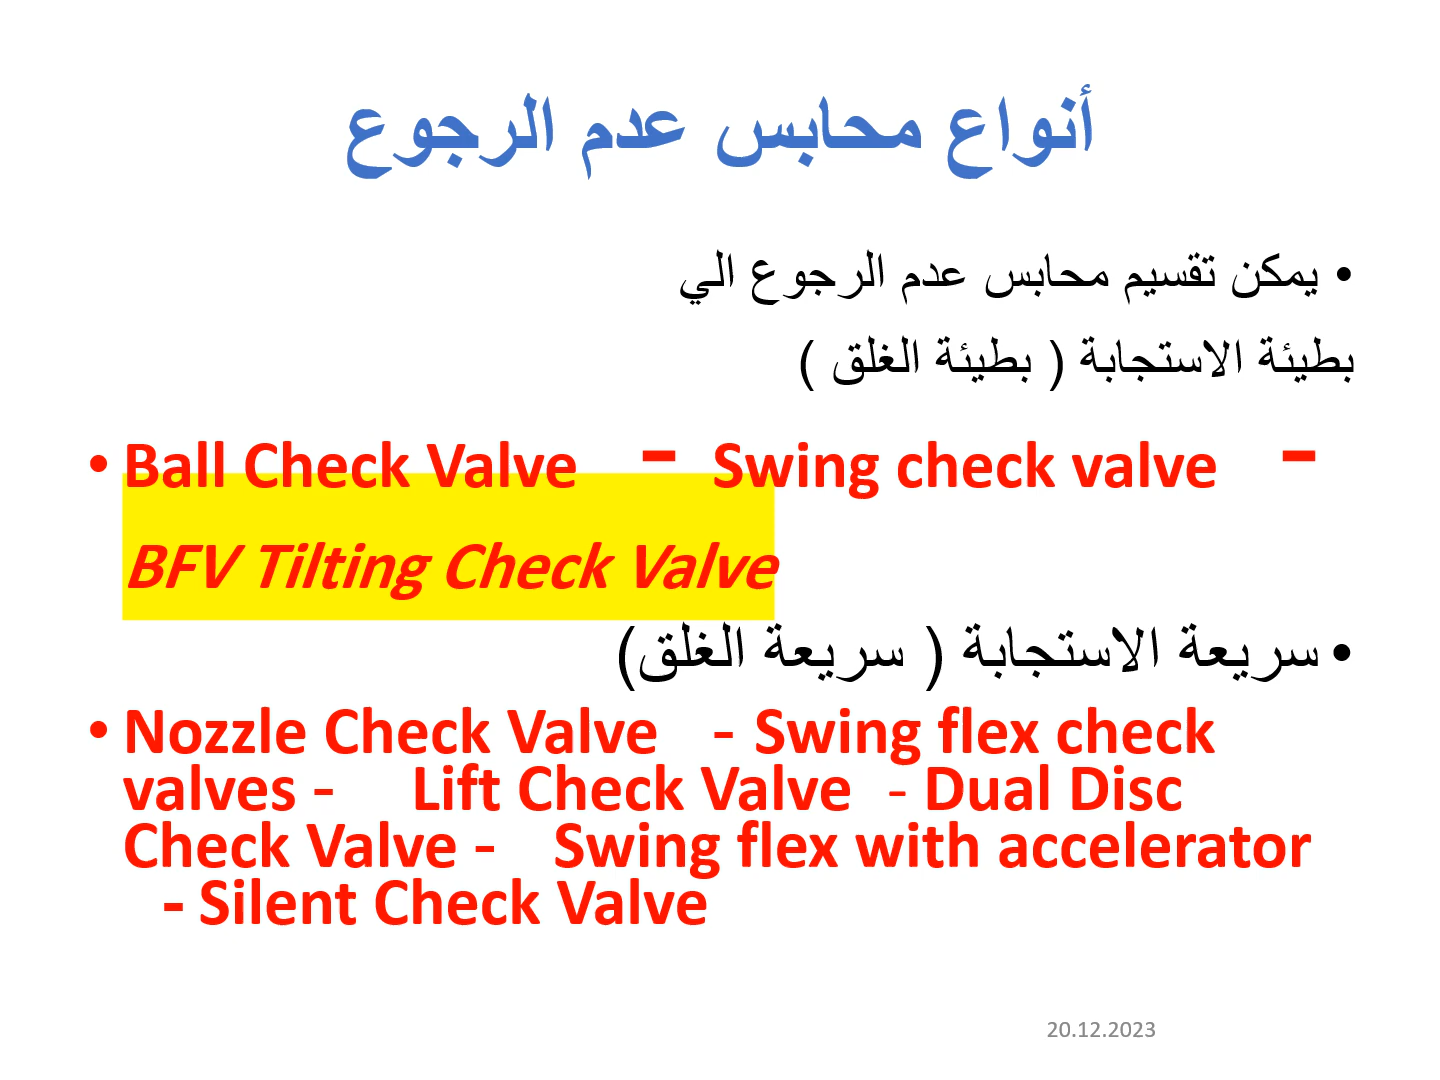 أنواع محابس عدم الرجوع
• يمكن تقسيم محابس عدم الرجوع الي
بطيئة الاستجابة ( بطيئة الغلق )
• Ball Check Valve - Swing check valve -
BFV Tilting Check Valve
• سريعة الاستجابة ( سريعة الغلق)
• Nozzle Check Valve - Swing flex check
valves - Lift Check Valve - Dual Disc
Check Valve - Swing flex with accelerator
- Silent Check Valve
20.12.2023